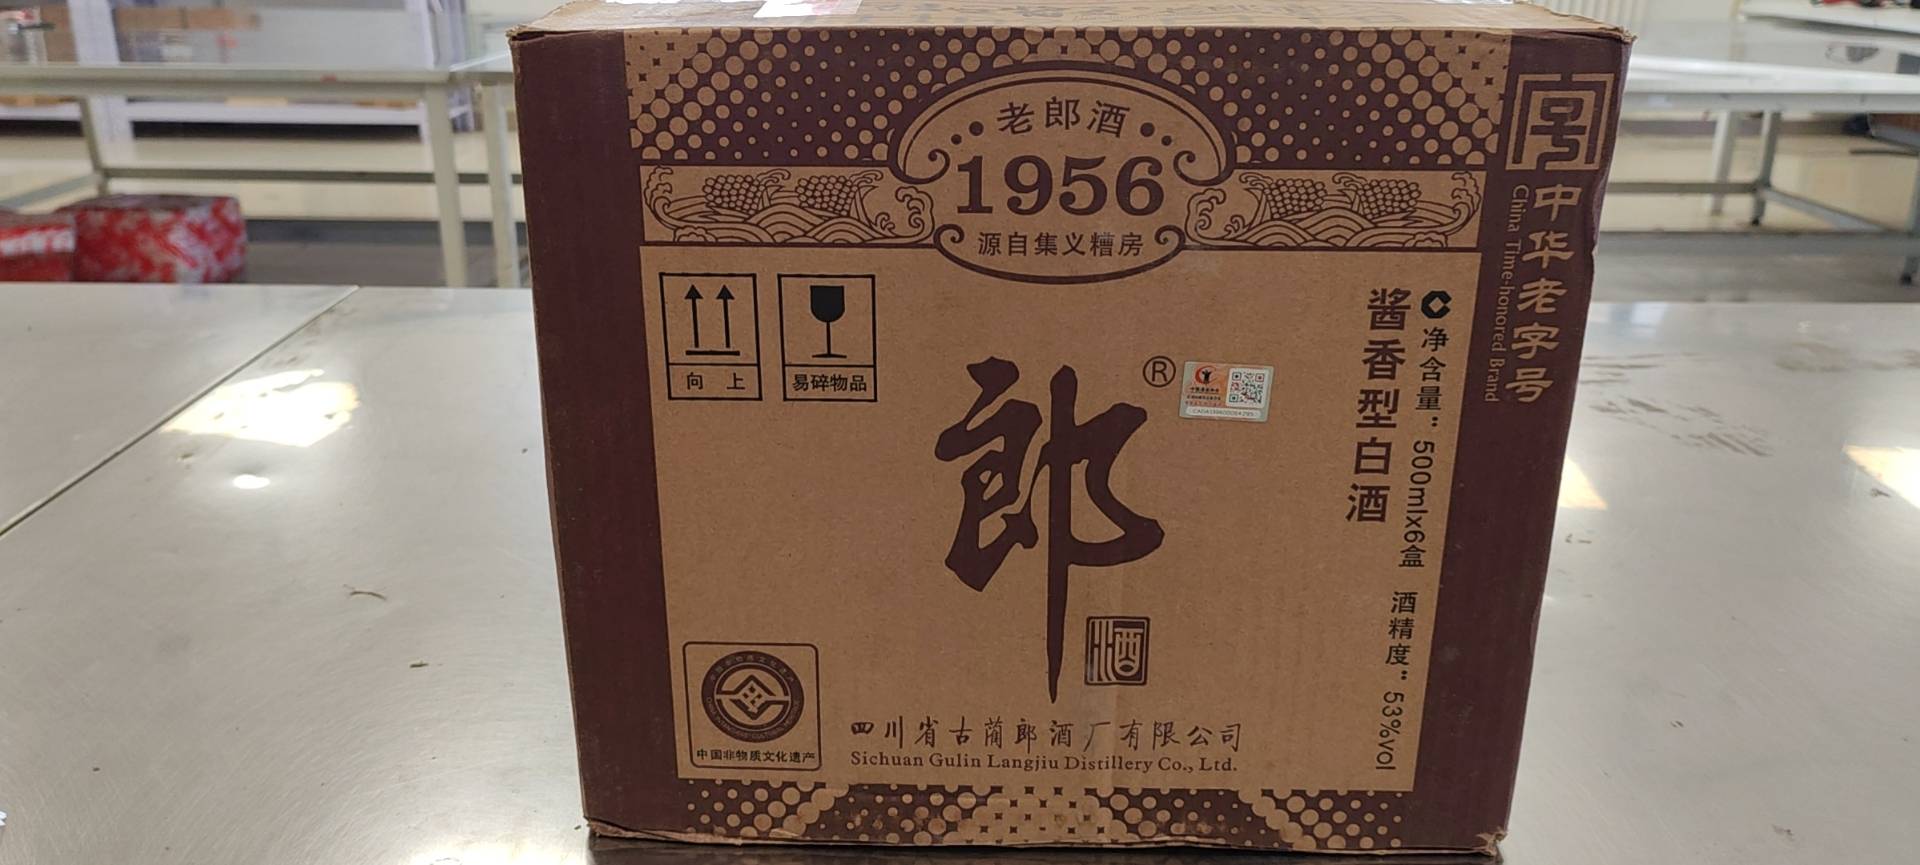 老郎酒
1956
源自集义糟房
向上
易碎物品
郎
®
酒
酱香型白酒
净含量：500mlx6盒 酒精度：53%vol
号
中华老字号
China Time-honored Brand
中国非物质文化遗产
四川省古蔺郎酒厂有限公司
Sichuan Gulin Langjiu Distillery Co., Ltd.